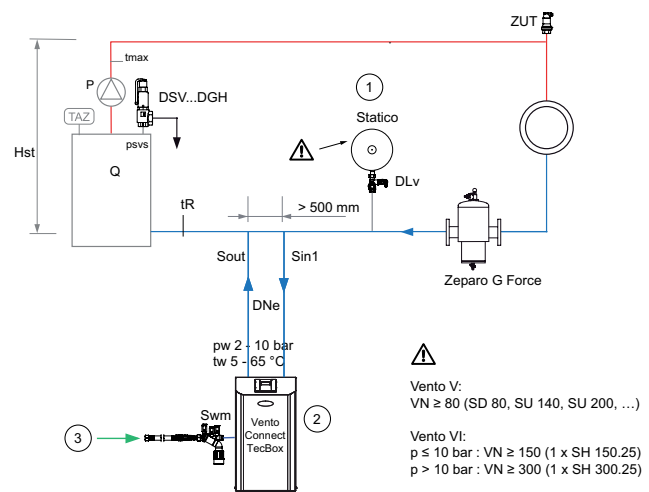 ZUT
tmax
P
DSV...DGH
1
Statico
TAZ
psvs
Hst
Q
DLv
tR
> 500 mm
Sout
Sin1
Zeparo G Force
DNe
pw 2 - 10 bar
tw 5 - 65 °C
Swm
2
Vento
Connect
TecBox
3
Vento V:
VN ≥ 80 (SD 80, SU 140, SU 200, ...)
Vento VI:
p ≤ 10 bar : VN ≥ 150 (1 x SH 150.25)
p > 10 bar : VN ≥ 300 (1 x SH 300.25)